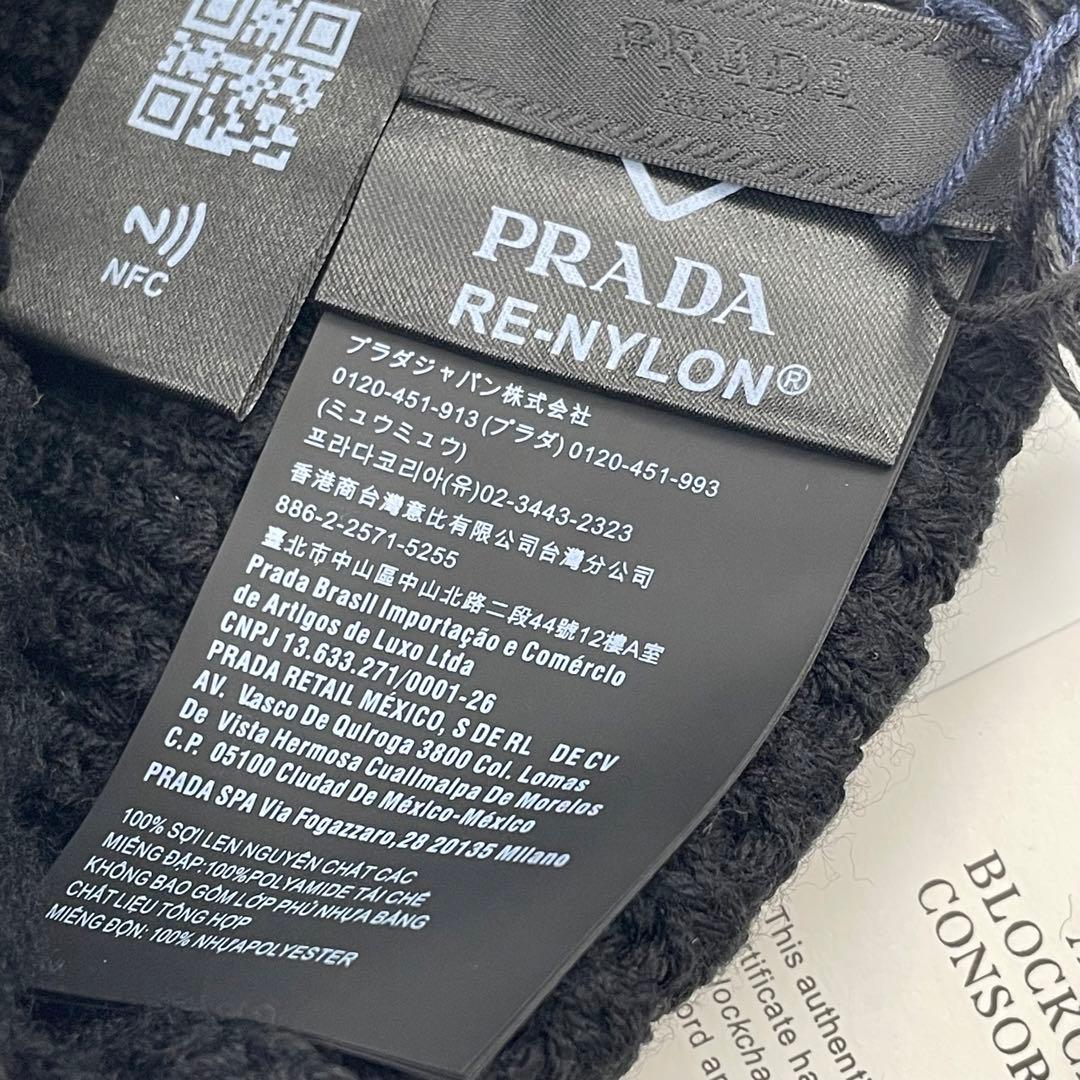 PRADA
NFC
PRADA
RE-NYLON®
プラダジャパン株式会社
0120-451-913 (プラダ) 0120-451-993
(ミュウミュウ)
프라다코리아(유)02-3443-2323
香港商台灣意比有限公司台灣分公司
886-2-2571-5255
臺北市中山區中山北路二段44號12樓A室
Prada Brasil Importação e Comércio
de Artigos de Luxo Ltda
CNPJ 13.633.271/0001-26
PRADA RETAIL MÉXICO, S DE RL DE CV
AV. Vasco De Quiroga 3800 Col. Lomas
De Vista Hermosa Cuallmalpa De Morelos
C.P. 05100 Ciudad De México-México
PRADA SPA Via Fogazzaro,28 20135 Milano
100% SỢI LEN NGUYÊN CHẤT CÁC
MIẾNG ĐẠP:100%POLYAMIDE TÁI CHẾ
KHÔNG BAO GỒM LỚP PHỦ NHỰA BẰNG
CHẤT LIỆU TỔNG HỢP
MIẾNG ĐỘN: 100% NHỰAPOLYESTER
BLOCKC
CONSOR
This authent
rtificate ha
lockcha
ord an